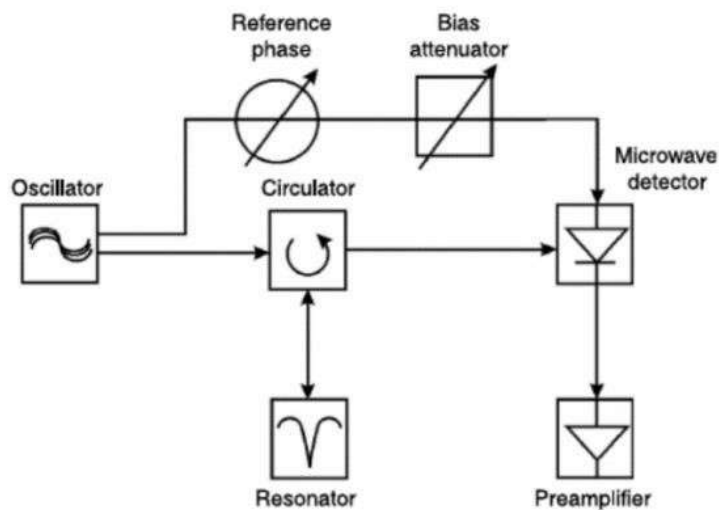 Reference
phase
Bias
attenuator
Microwave
detector
Oscillator
Circulator
Resonator
Preamplifier